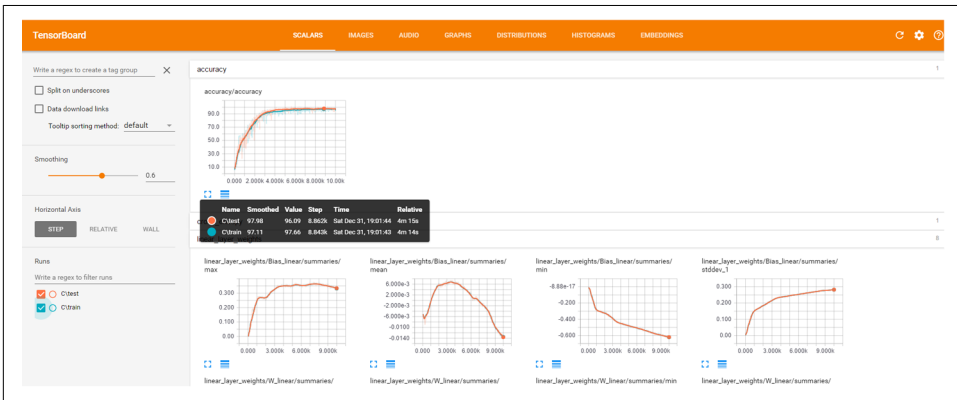 TensorBoard SCALARS IMAGES AUDIO GRAPHS DISTRIBUTIONS HISTOGRAMS EMBEDDINGS
Write a regex to create a tag group
Split on underscores
Data download links
Tooltip sorting method: default
Smoothing
0.6
Horizontal Axis
STEP RELATIVE WALL
Runs
Write a regex to filter runs
C\test
C\train
accuracy 1
accuracy/accuracy
90.0
70.0
50.0
30.0
10.0
0.000 2.000k 4.000k 6.000k 8.000k 10.00k
Name Smoothed Value Step Time Relative
C\test 97.98 96.09 8.862k Sat Dec 31, 19:01:44 4m 15s
C\train 97.11 97.66 8.843k Sat Dec 31, 19:01:43 4m 14s
1
linear_layer_weights 8
linear_layer_weights/Bias_linear/summaries/
max
0.300
0.200
0.100
0.00
0.000 3.000k 6.000k 9.000k
linear_layer_weights/Bias_linear/summaries/
mean
6.000e-3
2.000e-3
-2.000e-3
-6.000e-3
-0.0100
-0.0140
0.000 3.000k 6.000k 9.000k
linear_layer_weights/Bias_linear/summaries/
min
-8.88e-17
-0.200
-0.400
-0.600
0.000 3.000k 6.000k 9.000k
linear_layer_weights/Bias_linear/summaries/
stddev_1
0.300
0.200
0.100
0.00
0.000 3.000k 6.000k 9.000k
linear_layer_weights/W_linear/summaries/
linear_layer_weights/W_linear/summaries/
linear_layer_weights/W_linear/summaries/min
linear_layer_weights/W_linear/summaries/